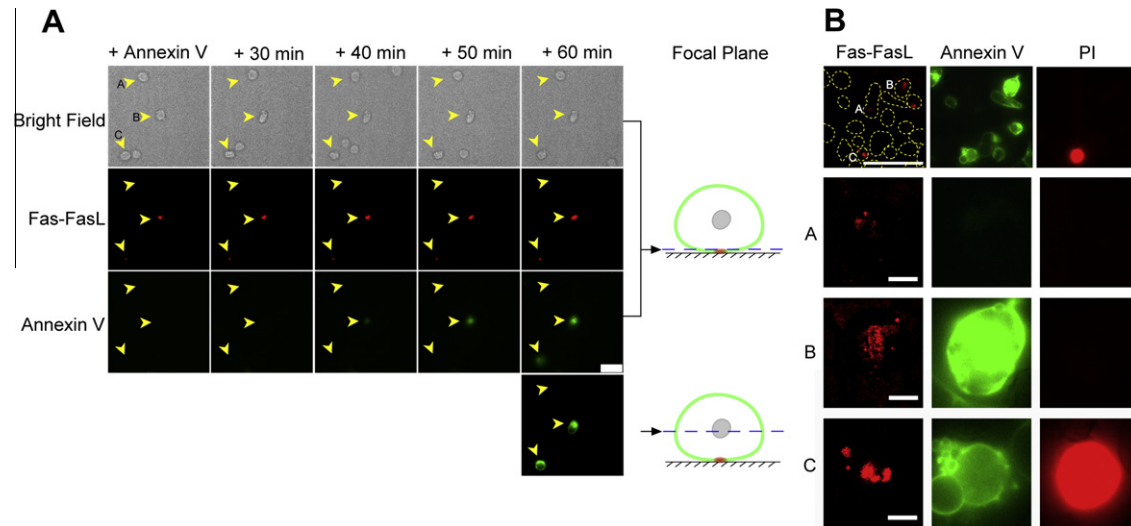 A
B
+ Annexin V
+ 30 min
+ 40 min
+ 50 min
+ 60 min
Focal Plane
Fas-FasL
Annexin V
PI
Bright Field
A
B
C
Fas-FasL
Annexin V
B
A
C
A
B
C